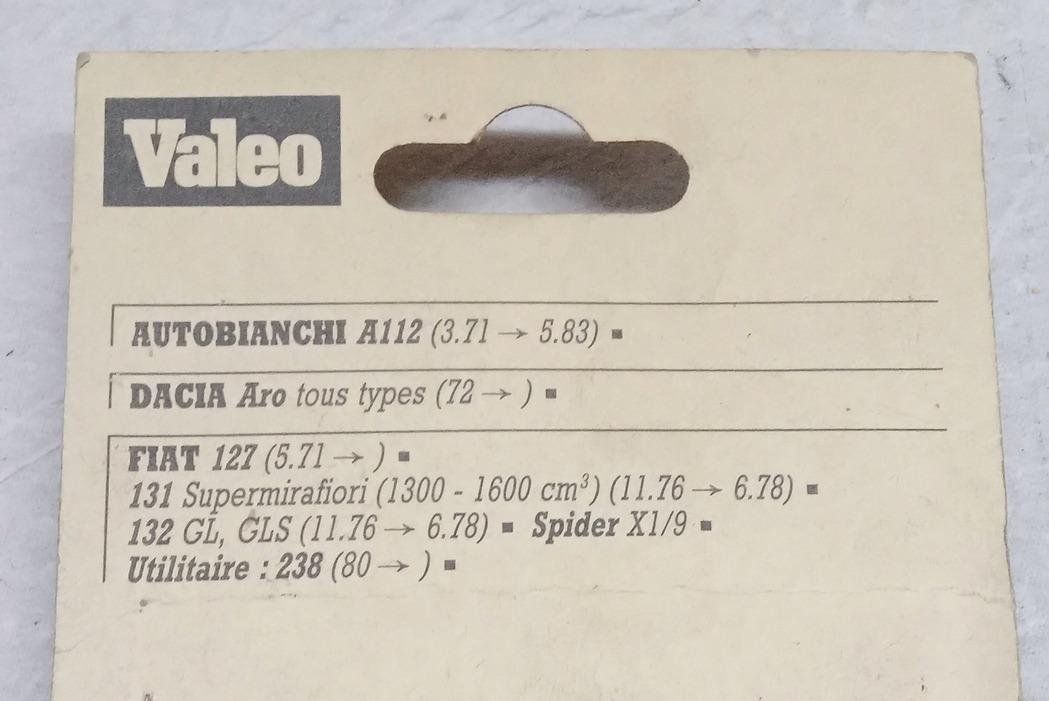 Valeo
AUTOBIANCHI A112 (3.71 → 5.83) ▪
DACIA Aro tous types (72 → ) ▪
FIAT 127 (5.71 → ) ▪
131 Supermirafiori (1300 - 1600 cm³) (11.76 → 6.78) ▪
132 GL, GLS (11.76 → 6.78) ▪ Spider X1/9 ▪
Utilitaire : 238 (80 → ) ▪